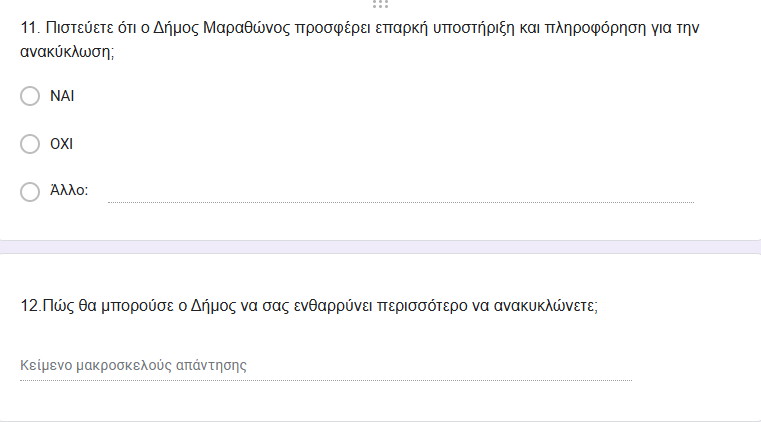 11. Πιστεύετε ότι ο Δήμος Μαραθώνος προσφέρει επαρκή υποστήριξη και πληροφόρηση για την
ανακύκλωση;
ΝΑΙ
ΟΧΙ
Άλλο:
12.Πώς θα μπορούσε ο Δήμος να σας ενθαρρύνει περισσότερο να ανακυκλώνετε;
Κείμενο μακροσκελούς απάντησης